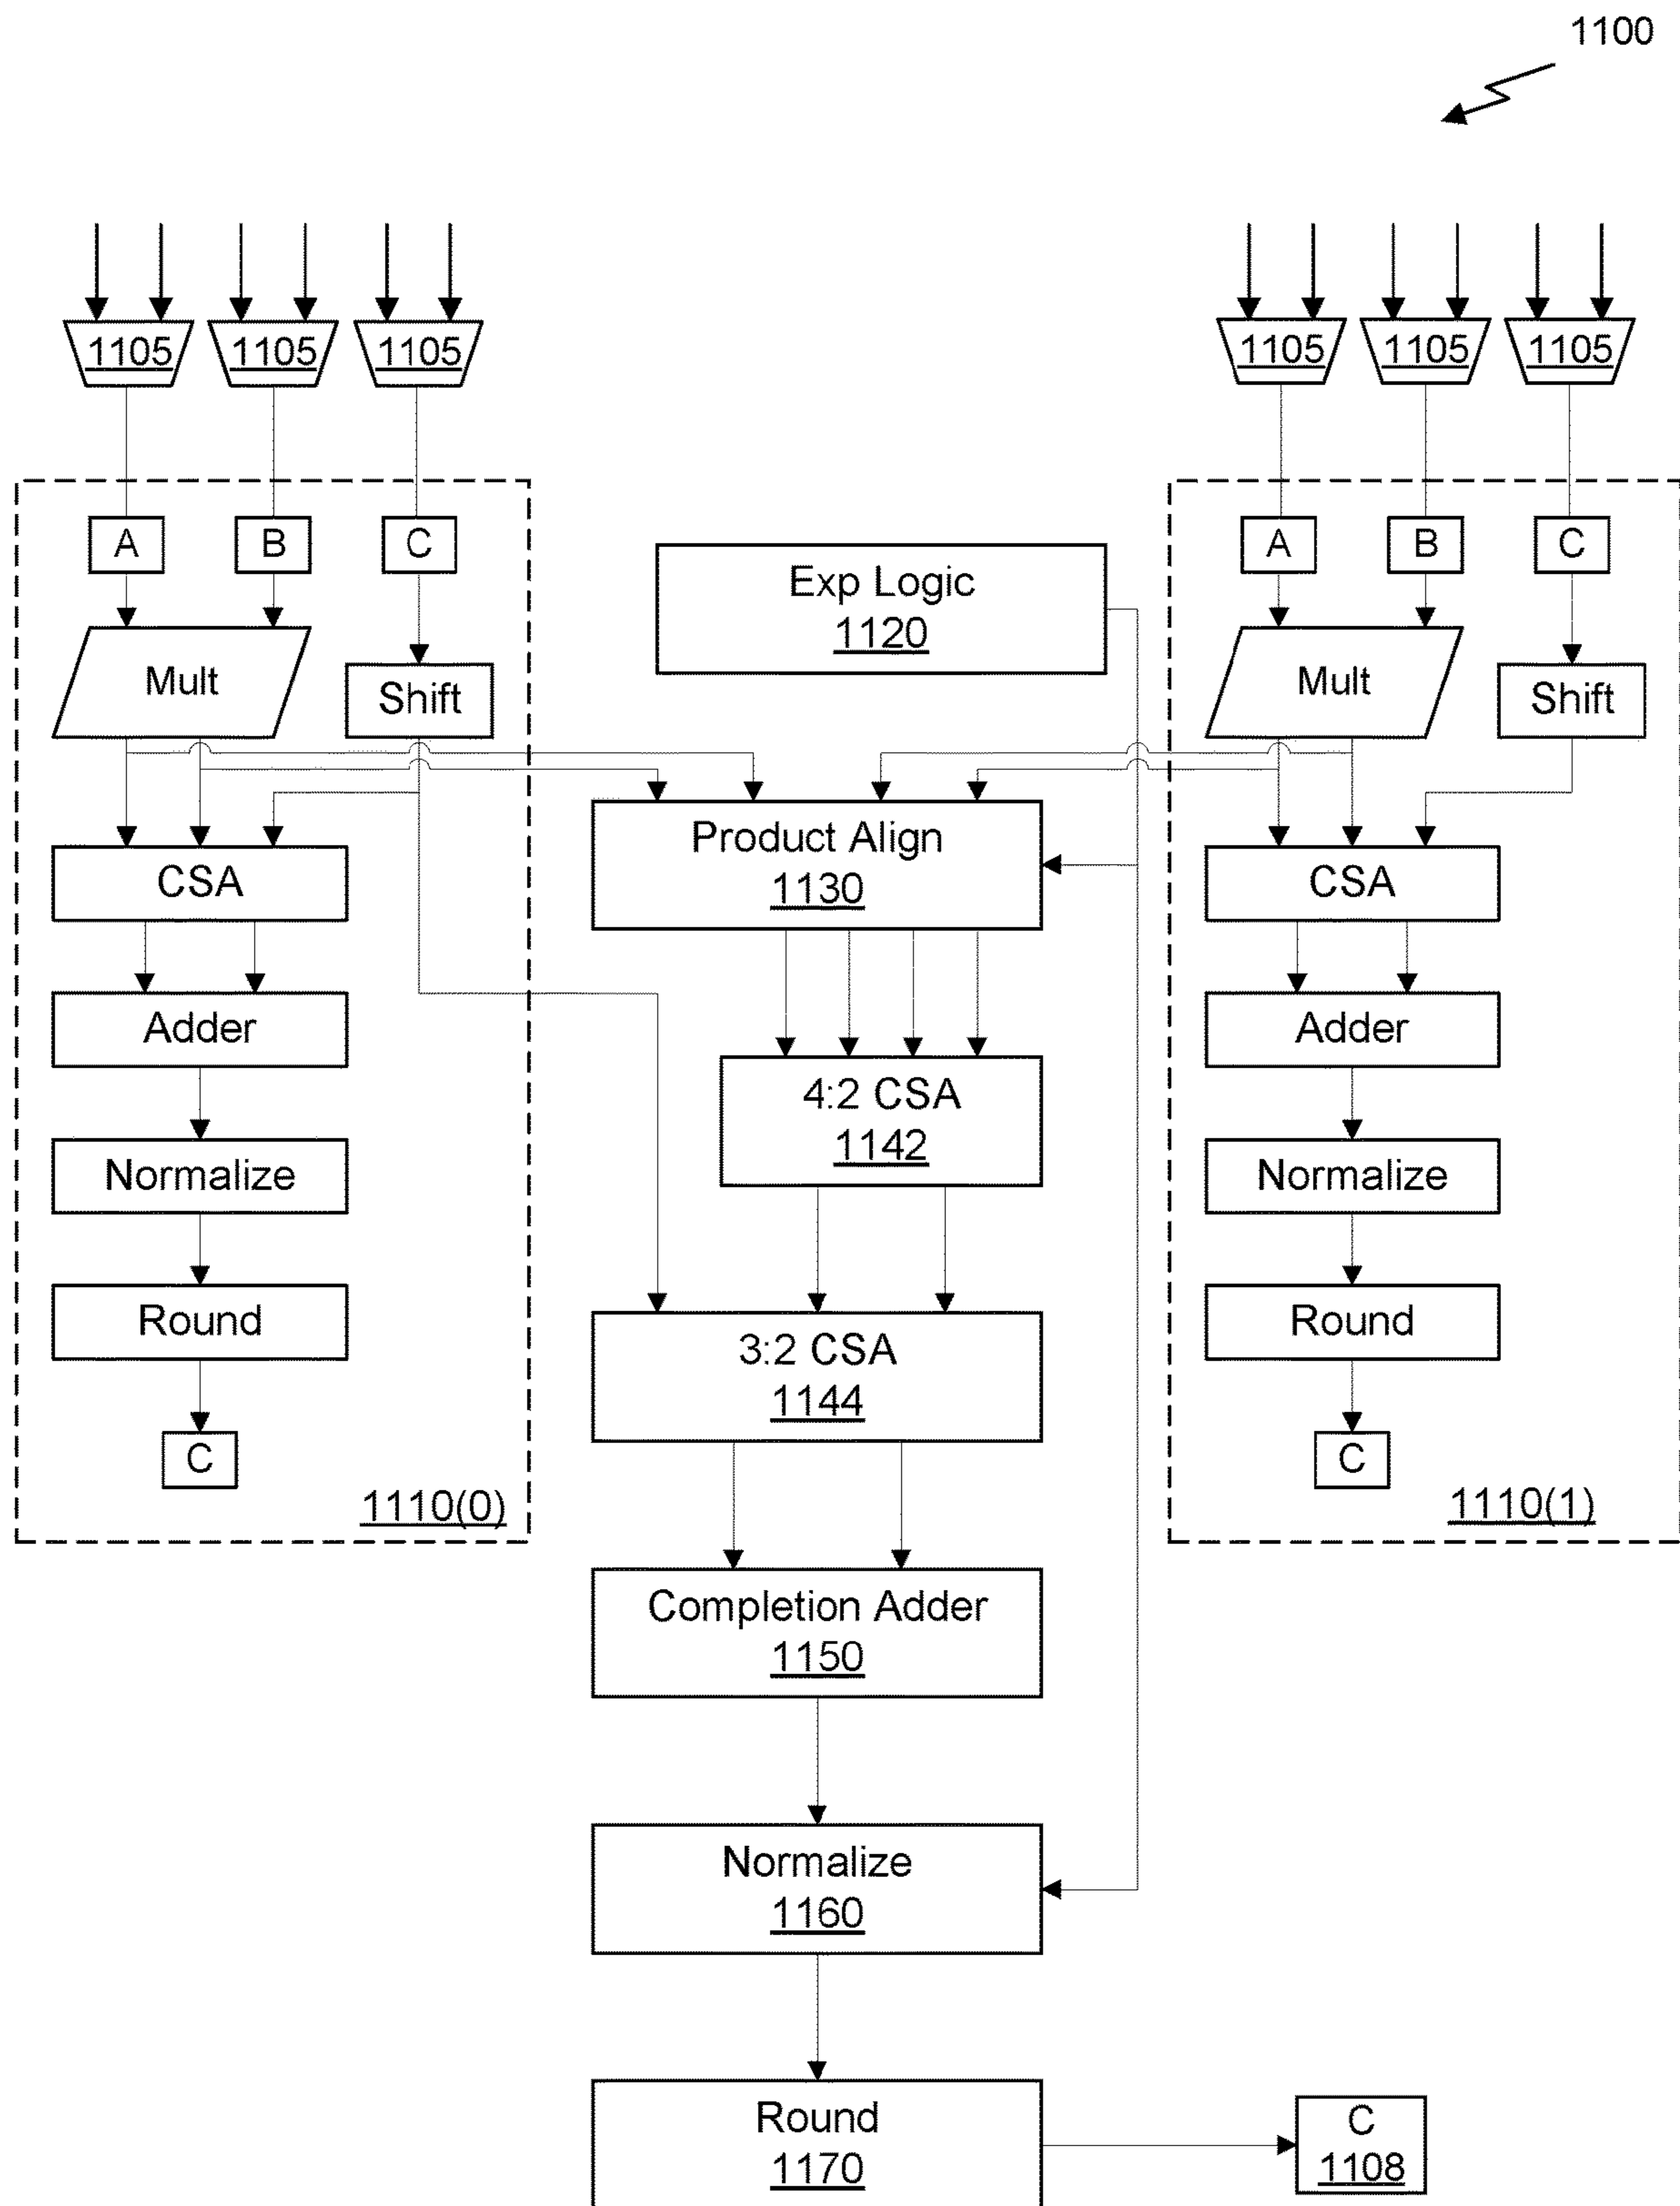 1100
1105 1105 1105 1105 1105 1105
A B C A B C
Exp Logic
1120
Mult Shift Mult Shift
Product Align
1130
CSA CSA
Adder Adder
4:2 CSA
1142
Normalize Normalize
Round Round
3:2 CSA
1144
C C
1110(0) 1110(1)
Completion Adder
1150
Normalize
1160
Round
1170
C
1108